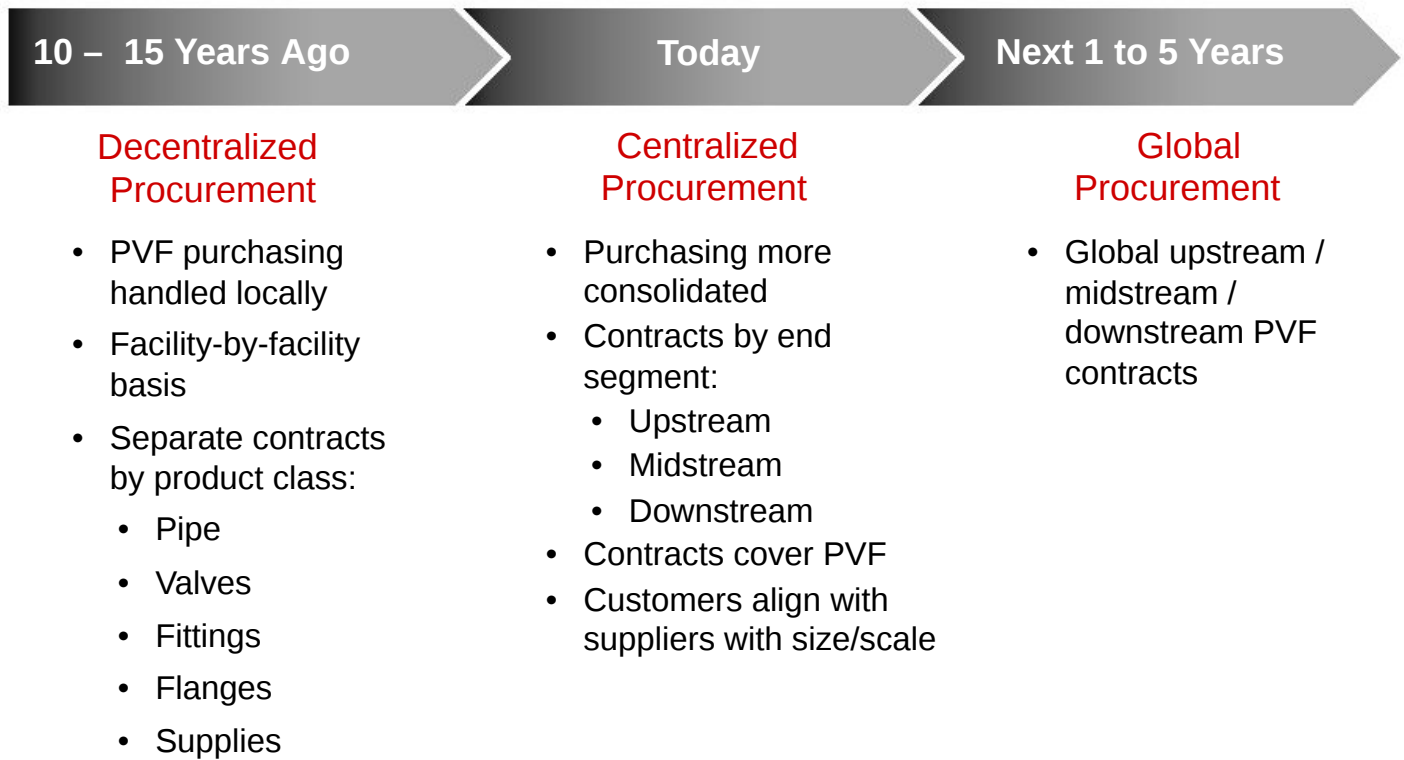 10 – 15 Years Ago
Today
Next 1 to 5 Years
Decentralized
Procurement
• PVF purchasing
handled locally
• Facility-by-facility
basis
• Separate contracts
by product class:
• Pipe
• Valves
• Fittings
• Flanges
• Supplies
Centralized
Procurement
• Purchasing more
consolidated
• Contracts by end
segment:
• Upstream
• Midstream
• Downstream
• Contracts cover PVF
• Customers align with
suppliers with size/scale
Global
Procurement
• Global upstream /
midstream /
downstream PVF
contracts